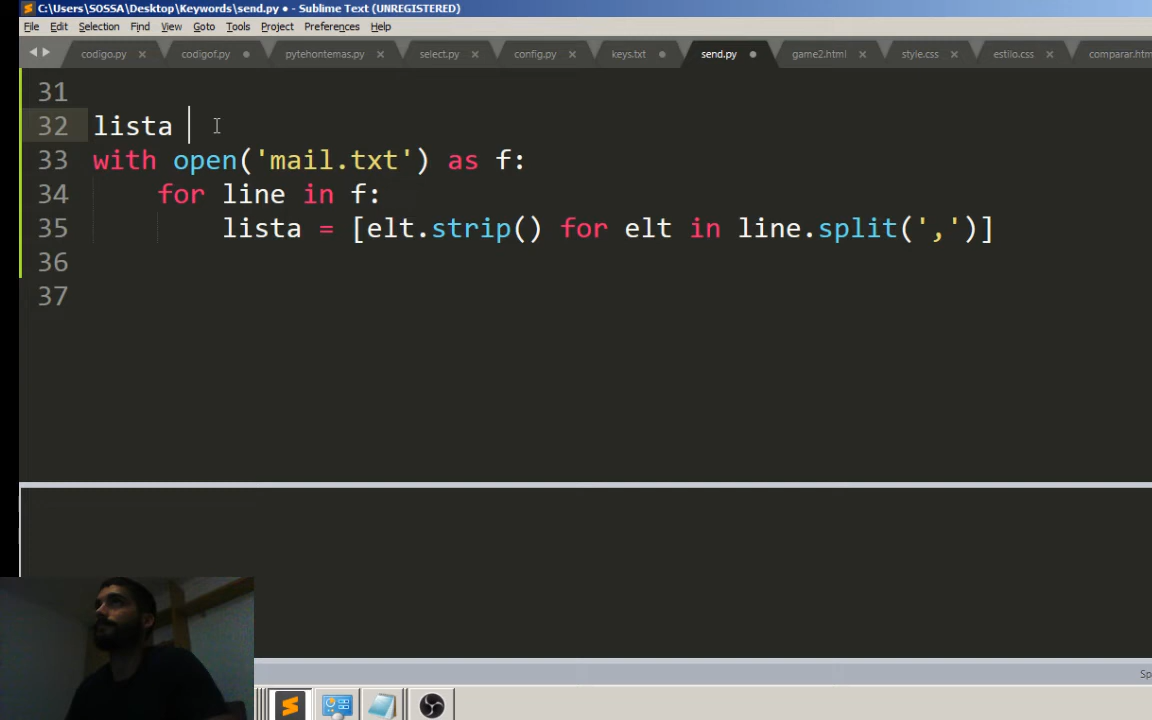 C:\Users\SOSSA\Desktop\Keywords\send.py • - Sublime Text (UNREGISTERED)
File Edit Selection Find View Goto Tools Project Preferences Help
codigo.py codigof.py pytehontemas.py select.py config.py keys.txt send.py game2.html style.css estilo.css comparar.htm
31
32 lista
33 with open('mail.txt') as f:
34 for line in f:
35 lista = [elt.strip() for elt in line.split(',')]
36
37
Sp